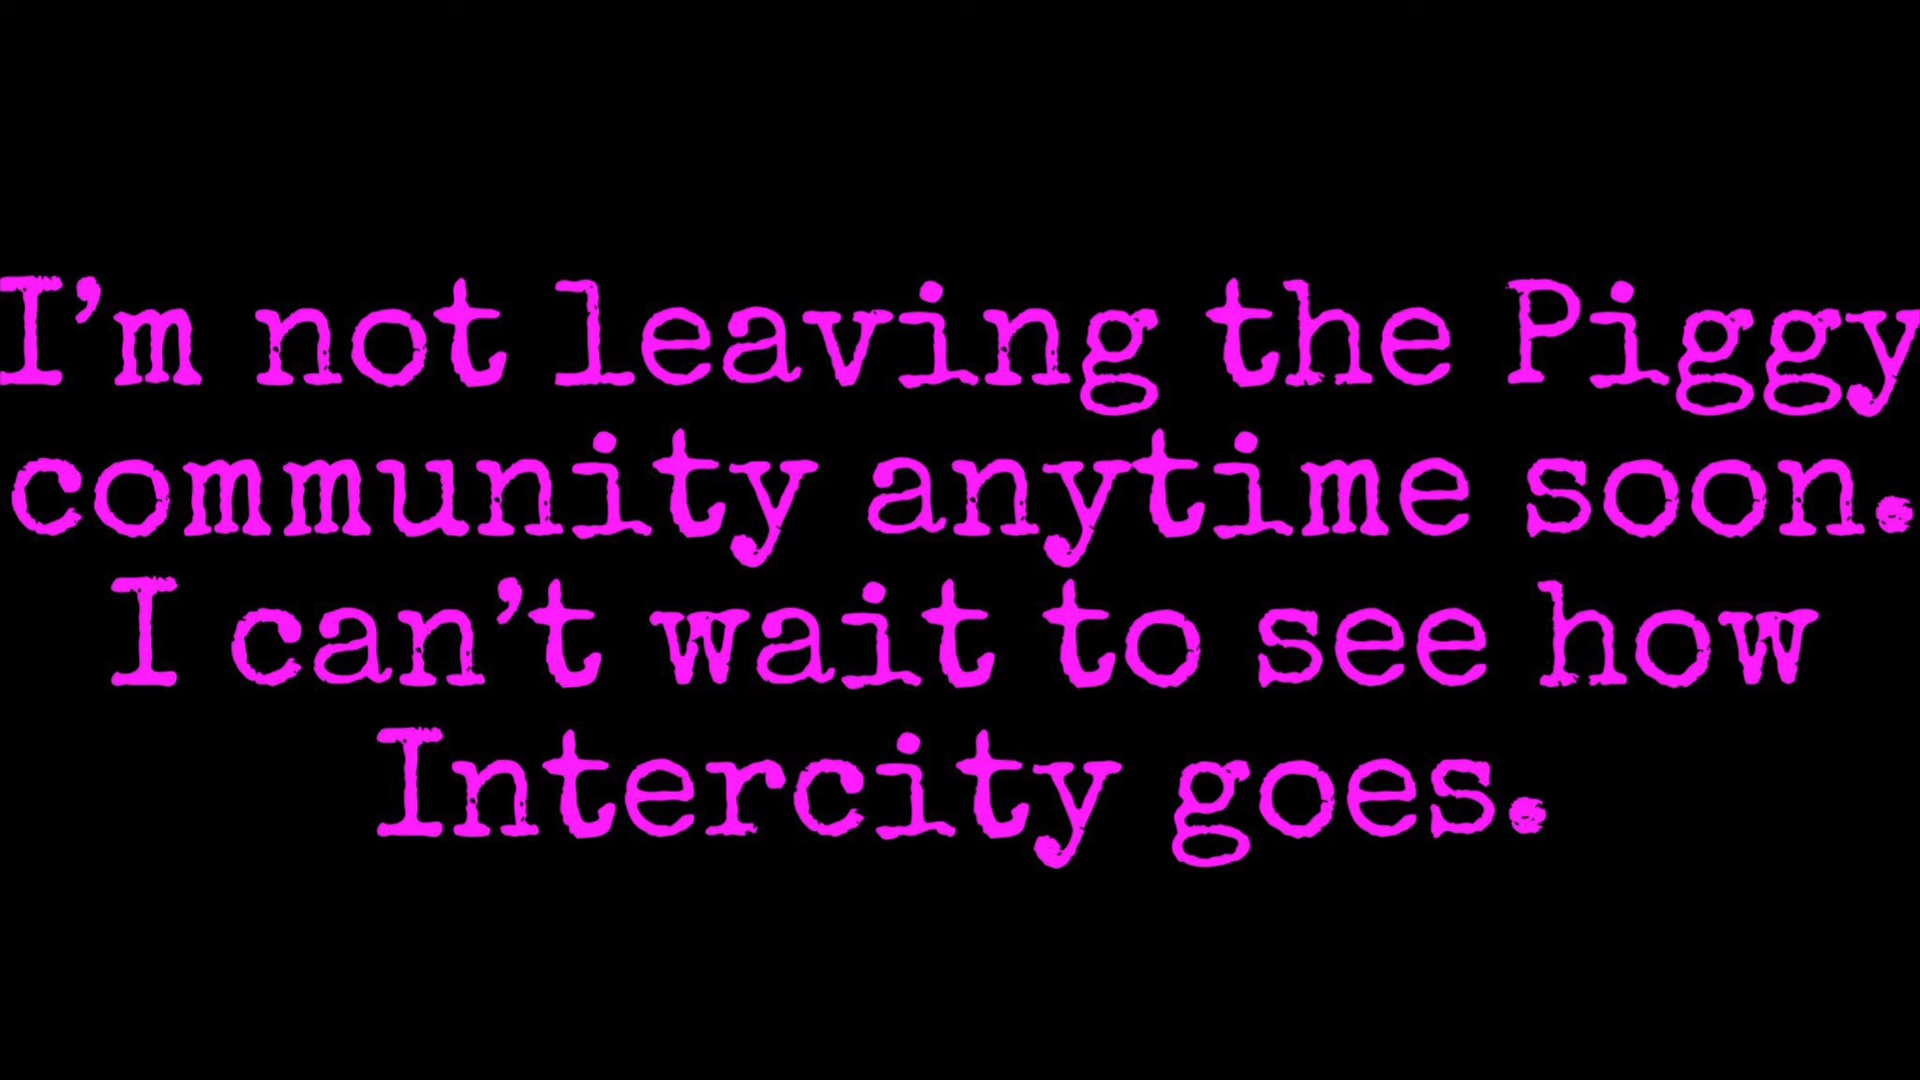 I’m not leaving the Piggy
community anytime soon.
I can’t wait to see how
Intercity goes.